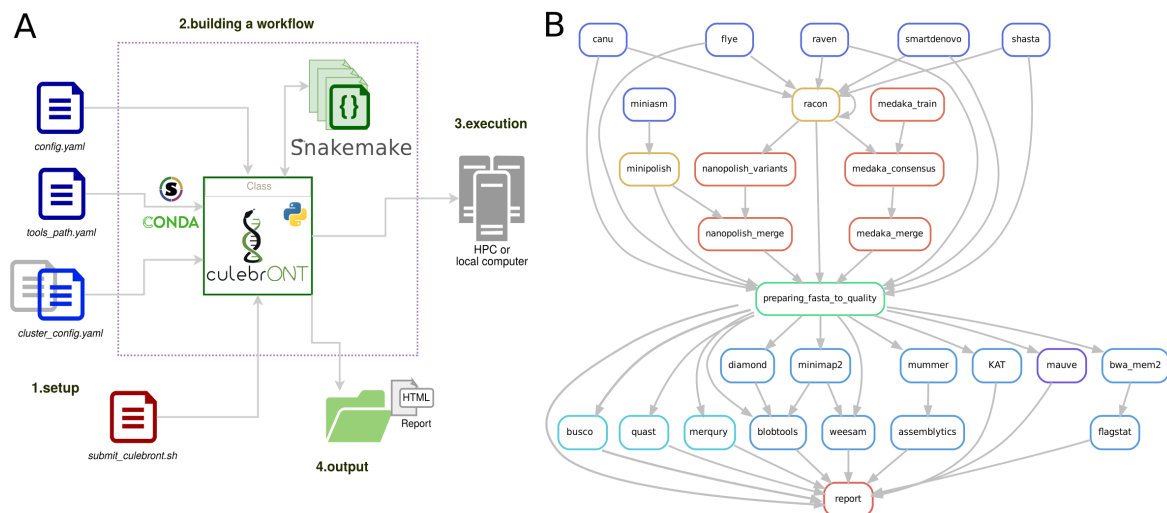 A
2.building a workflow
{}
Snakemake
config.yaml
3.execution
Class
S
CONDA
tools_path.yaml
culebrONT
HPC or
local computer
cluster_config.yaml
1.setup
HTML
Report
submit_culebront.sh
4.output
B
canu
flye
raven
smartdenovo
shasta
miniasm
racon
medaka_train
minipolish
nanopolish_variants
medaka_consensus
nanopolish_merge
medaka_merge
preparing_fasta_to_quality
diamond
minimap2
mummer
KAT
mauve
bwa_mem2
busco
quast
merqury
blobtools
weesam
assemblytics
flagstat
report